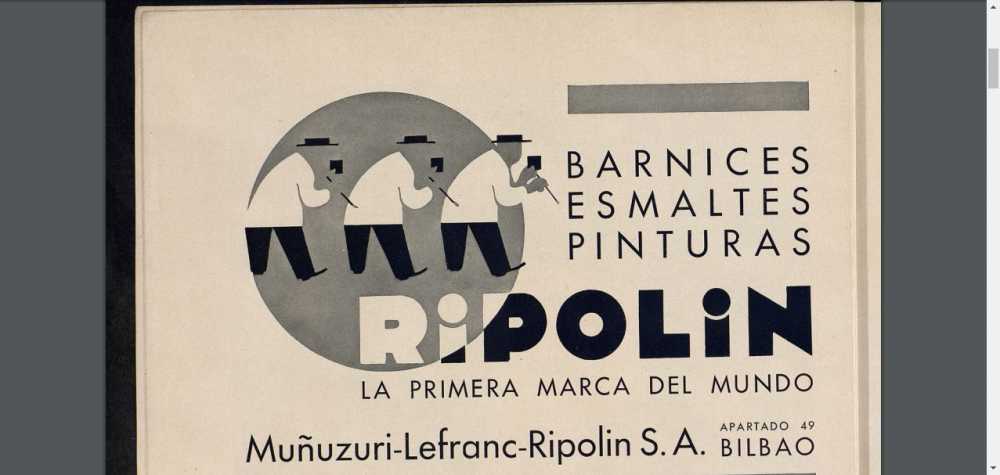 BARNICES
ESMALTES
PINTURAS
RiPOLiN
LA PRIMERA MARCA DEL MUNDO
Muñuzuri-Lefranc-Ripolin S. A. APARTADO 49
BILBAO